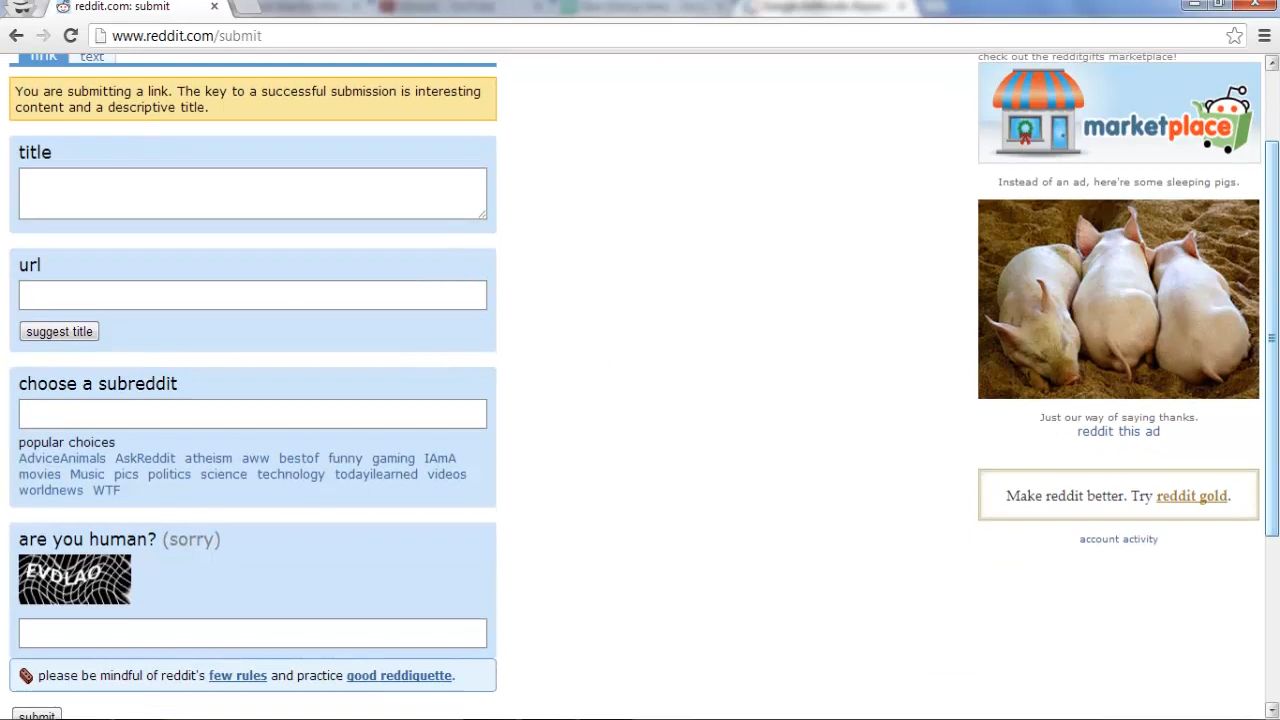 reddit.com: submit
www.reddit.com/submit
link text
You are submitting a link. The key to a successful submission is interesting
content and a descriptive title.
title
url
suggest title
choose a subreddit
popular choices
AdviceAnimals AskReddit atheism aww bestof funny gaming IAmA
movies Music pics politics science technology todayilearned videos
worldnews WTF
are you human? (sorry)
EVDLAO
please be mindful of reddit's few rules and practice good reddiquette.
submit
check out the redditgifts marketplace!
marketplace
Instead of an ad, here're some sleeping pigs.
Just our way of saying thanks.
reddit this ad
Make reddit better. Try reddit gold.
account activity